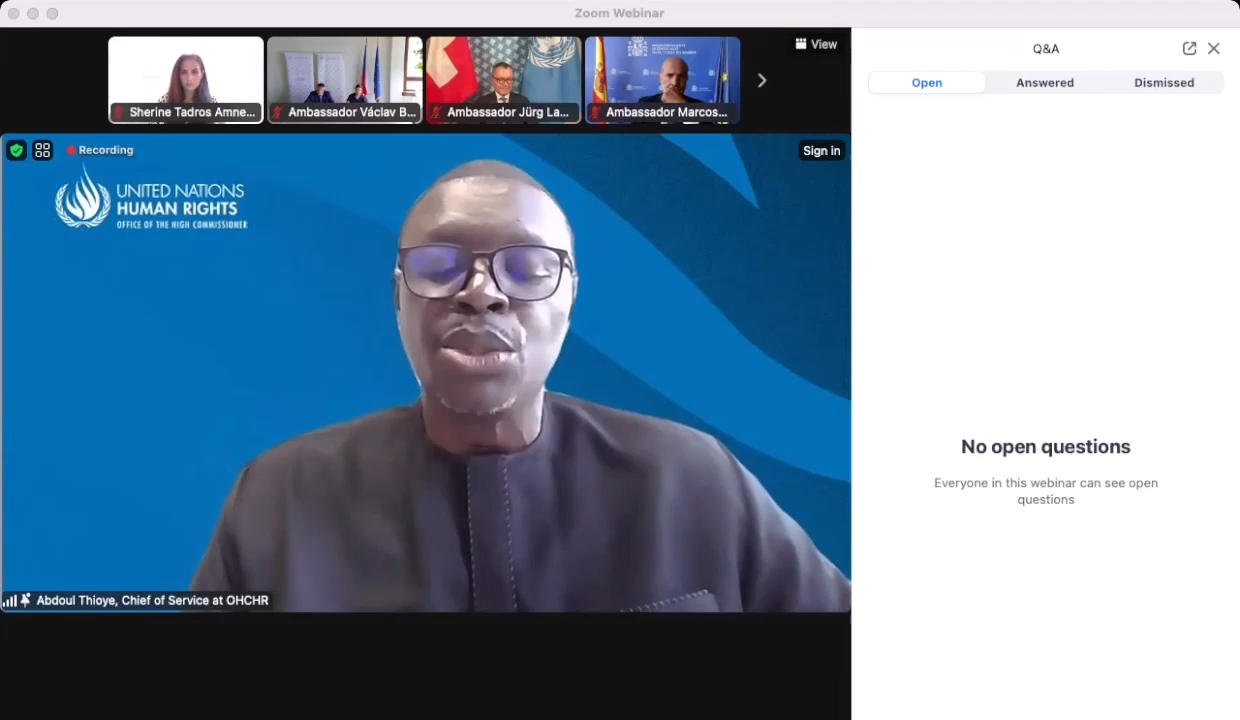 Zoom Webinar
View
Sherine Tadros Amne...
Ambassador Václav B...
Ambassador Jürg La...
Ambassador Marcos...
Recording
Sign in
UNITED NATIONS
HUMAN RIGHTS
OFFICE OF THE HIGH COMMISSIONER
Abdoul Thioye, Chief of Service at OHCHR
Q&A
Open Answered Dismissed
No open questions
Everyone in this webinar can see open
questions